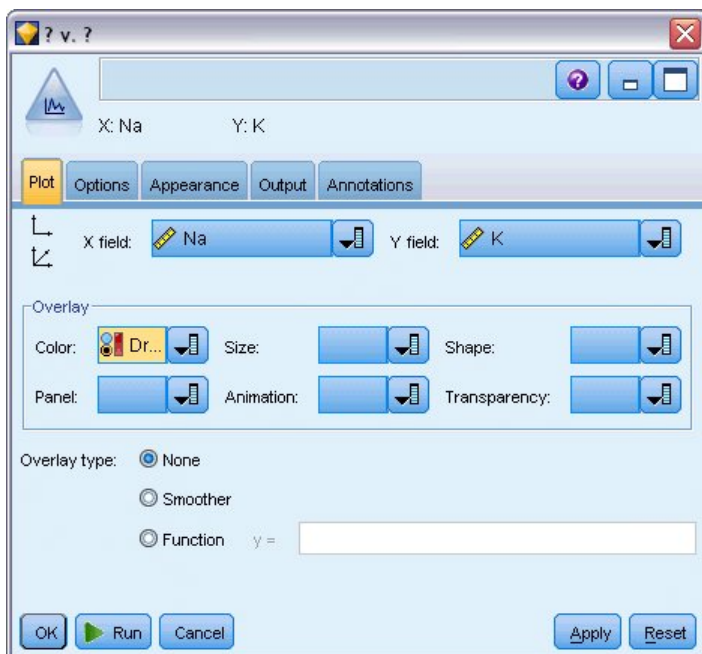 ? v. ?
X: Na Y: K
Plot Options Appearance Output Annotations
X field: Na Y field: K
Overlay
Color: Dr... Size: Shape:
Panel: Animation: Transparency:
Overlay type: None
Smoother
Function y =
OK Run Cancel Apply Reset